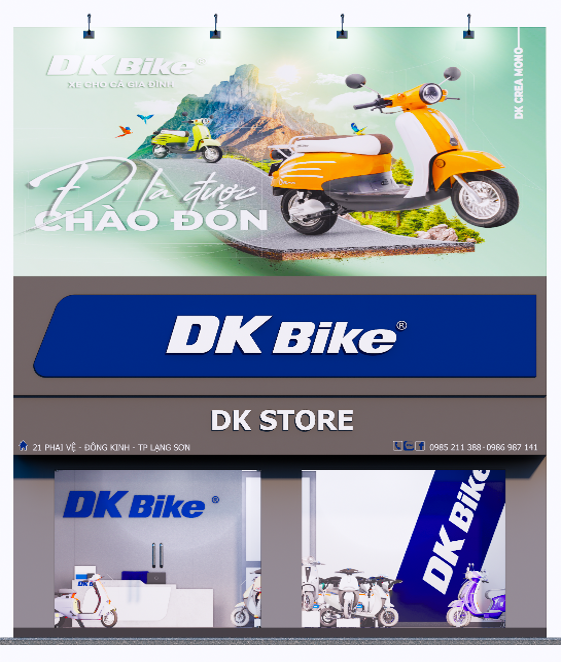 DK Bike®
XE CHO CẢ GIA ĐÌNH
DK CREA MONO
Đi là được
CHÀO ĐÓN
DK Bike®
DK STORE
21 PHAI VỆ - ĐÔNG KINH - TP LẠNG SƠN
0985 211 388 - 0986 987 141
DK Bike®
DK Bike